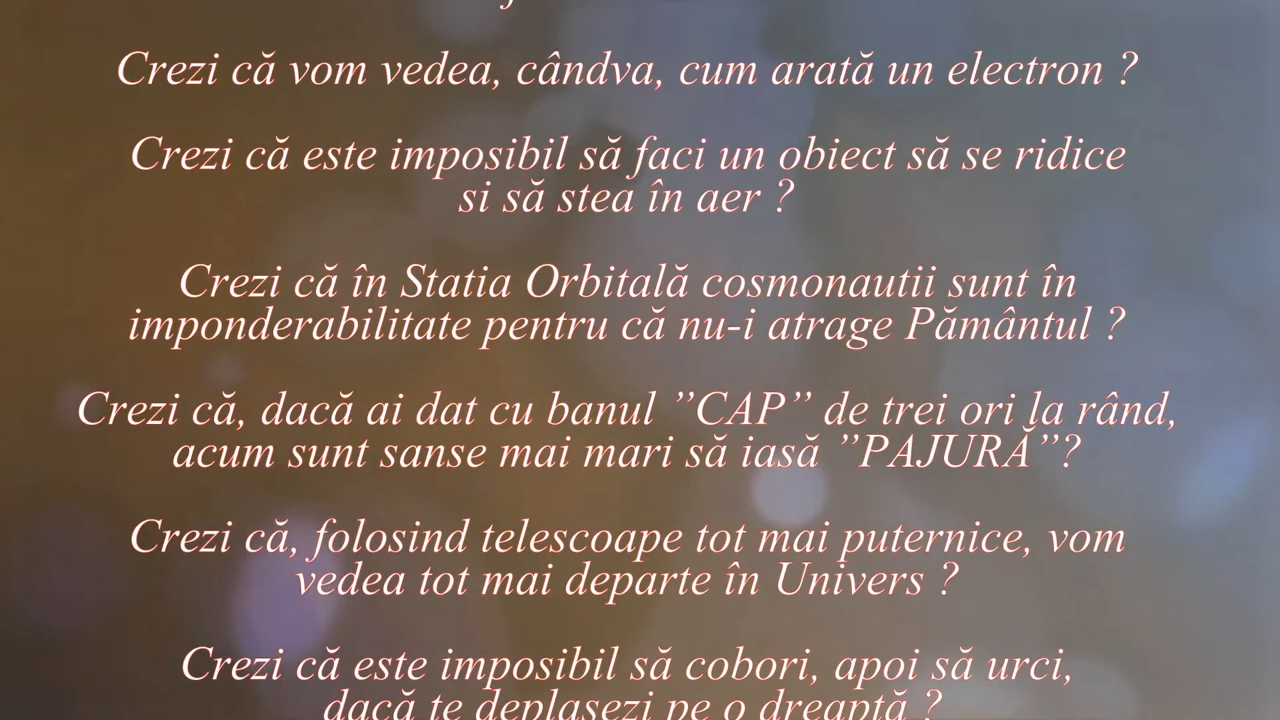 Crezi că vom vedea, cândva, cum arată un electron ?
Crezi că este imposibil să faci un obiect să se ridice
si să stea în aer ?
Crezi că în Statia Orbitală cosmonautii sunt în
imponderabilitate pentru că nu-i atrage Pământul ?
Crezi că, dacă ai dat cu banul ”CAP” de trei ori la rând,
acum sunt sanse mai mari să iasă ”PAJURĂ”?
Crezi că, folosind telescoape tot mai puternice, vom
vedea tot mai departe în Univers ?
Crezi că este imposibil să cobori, apoi să urci,
dacă te deplasezi pe o dreaptă ?